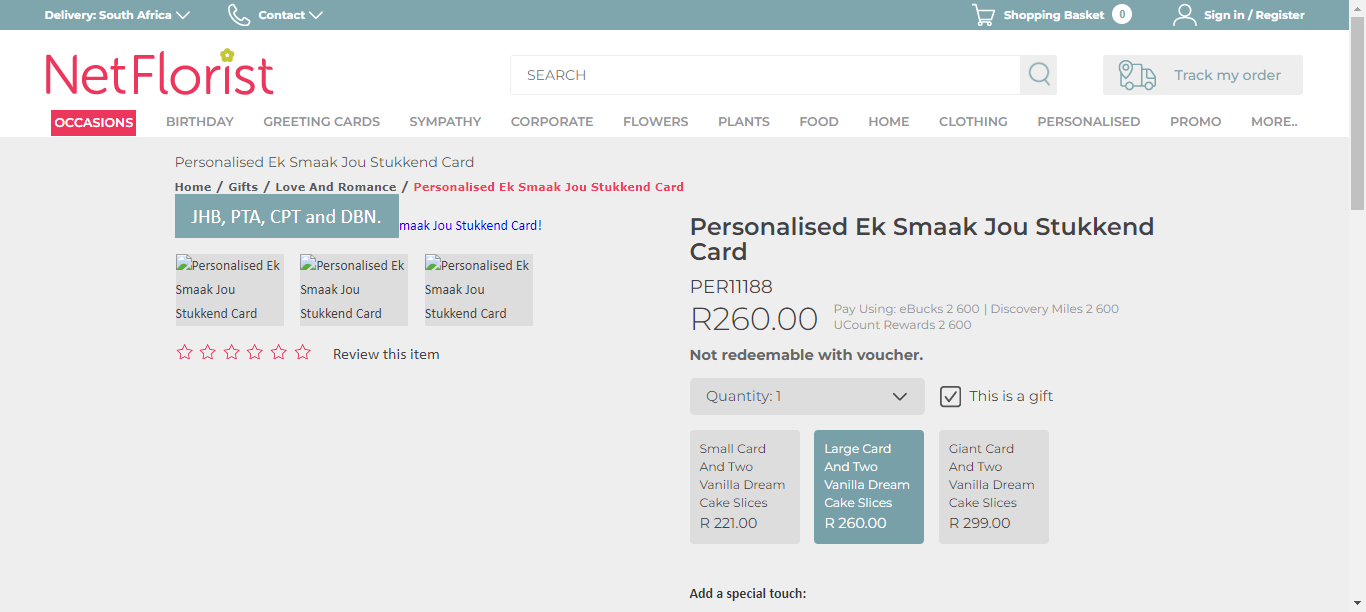 Delivery: South Africa
Contact
Shopping Basket 0
Sign in / Register
NetFlorist
SEARCH
Track my order
OCCASIONS BIRTHDAY GREETING CARDS SYMPATHY CORPORATE FLOWERS PLANTS FOOD HOME CLOTHING PERSONALISED PROMO MORE..
Personalised Ek Smaak Jou Stukkend Card
Home / Gifts / Love And Romance / Personalised Ek Smaak Jou Stukkend Card
JHB, PTA, CPT and DBN.
maak Jou Stukkend Card!
Personalised Ek
Smaak Jou
Stukkend Card
Personalised Ek
Smaak Jou
Stukkend Card
Personalised Ek
Smaak Jou
Stukkend Card
Review this item
Personalised Ek Smaak Jou Stukkend
Card
PER11188
R260.00
Pay Using: eBucks 2 600 | Discovery Miles 2 600
UCount Rewards 2 600
Not redeemable with voucher.
Quantity: 1
This is a gift
Small Card
And Two
Vanilla Dream
Cake Slices
R 221.00
Large Card
And Two
Vanilla Dream
Cake Slices
R 260.00
Giant Card
And Two
Vanilla Dream
Cake Slices
R 299.00
Add a special touch: